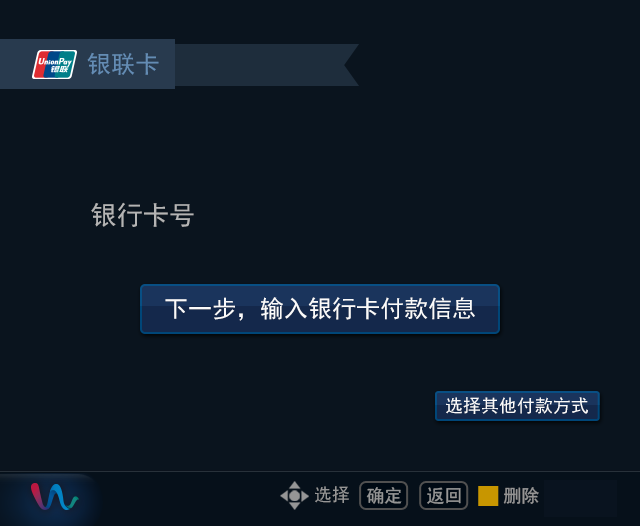 UnionPay
银联
银联卡
银行卡号
下一步，输入银行卡付款信息
选择其他付款方式
选择 确定 返回 删除